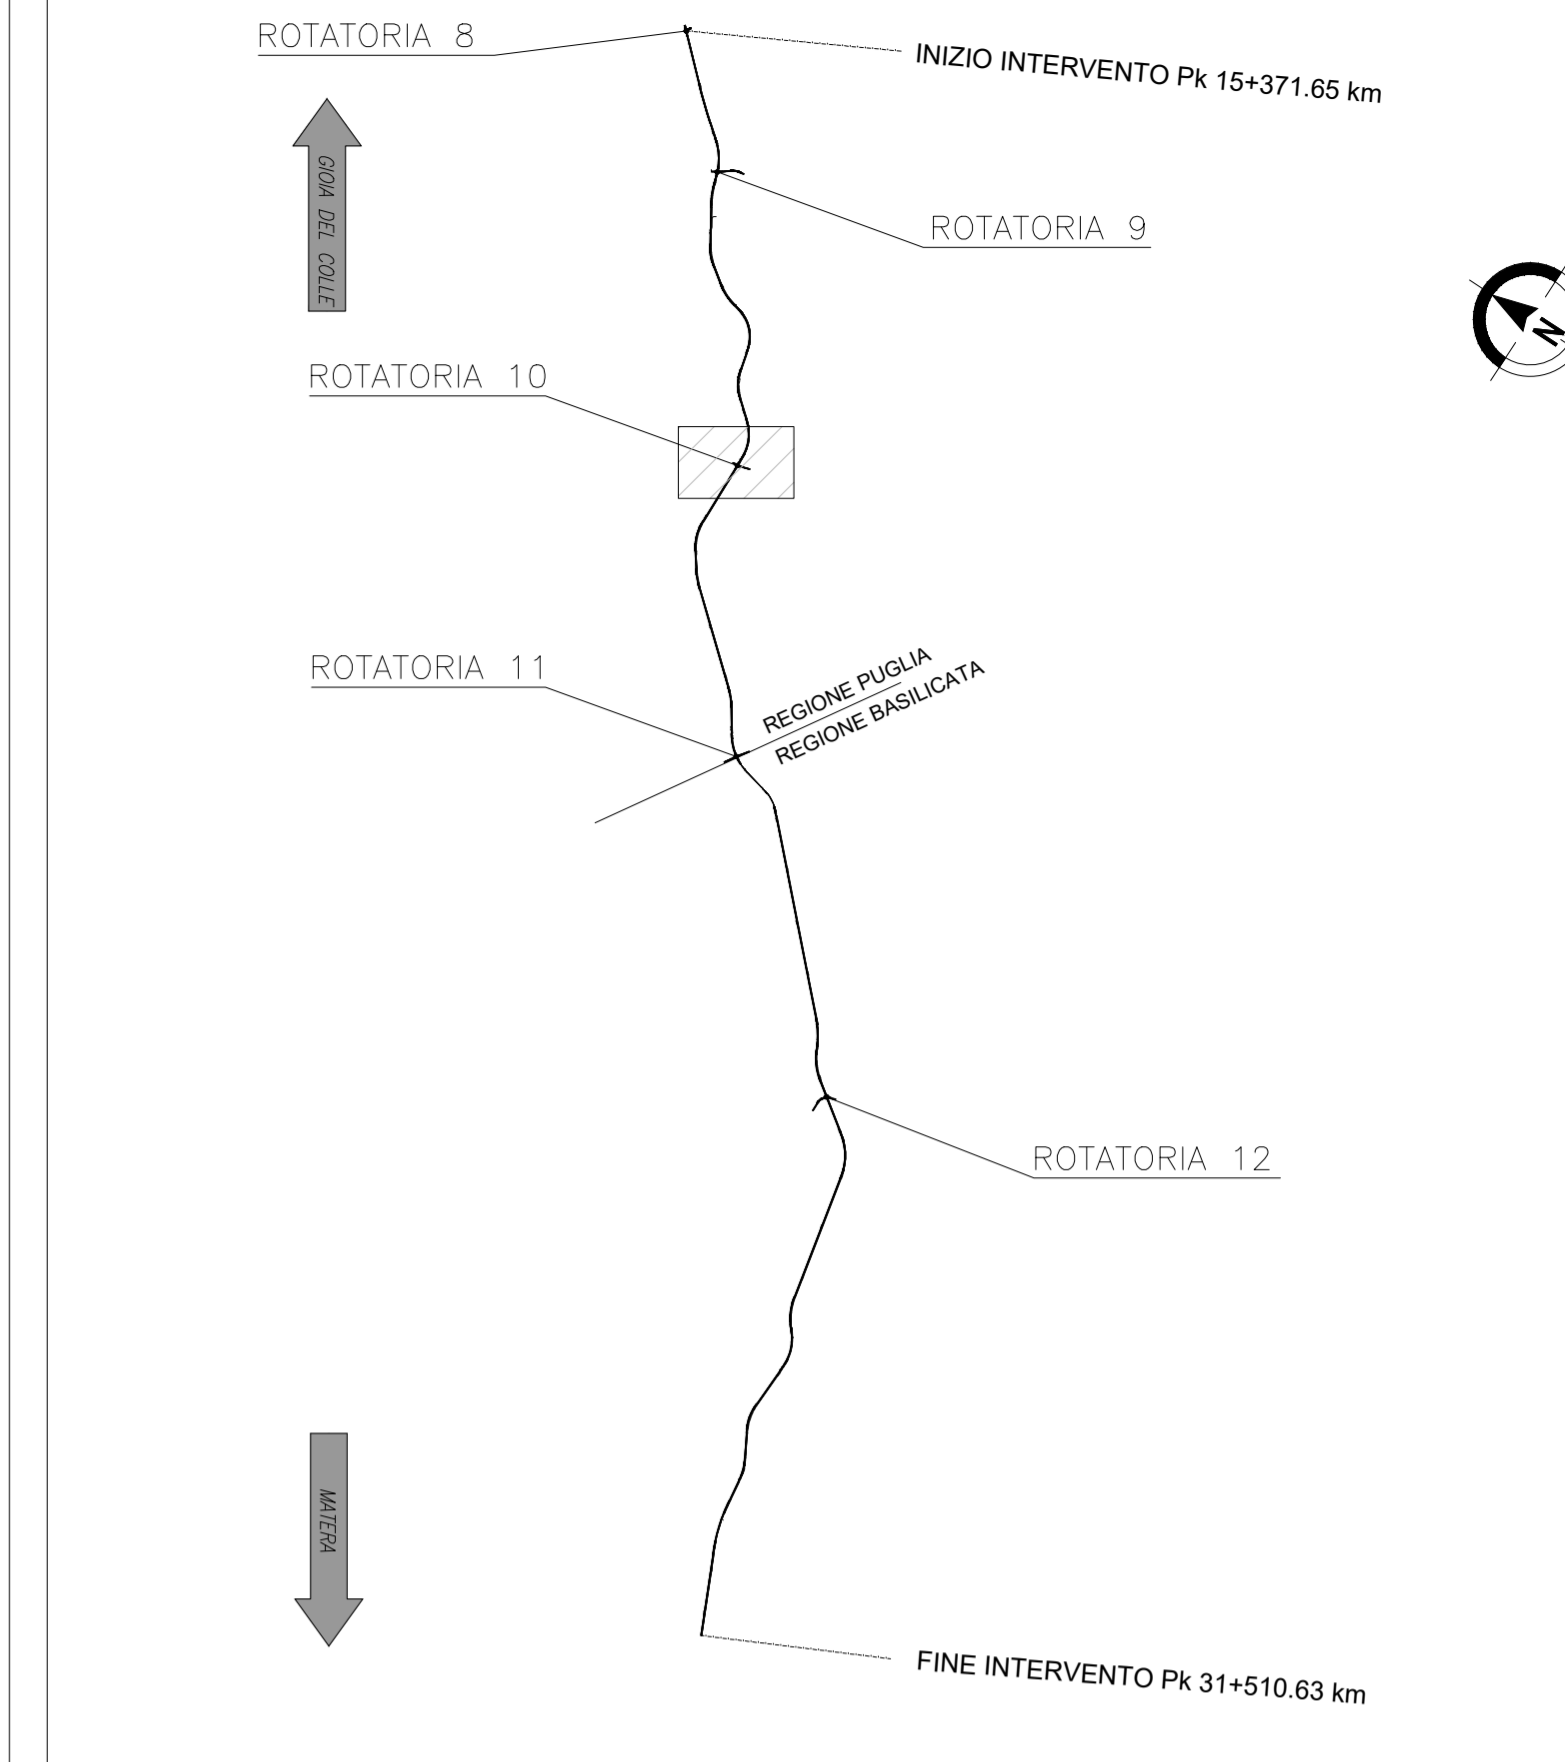 ROTATORIA 8
INIZIO INTERVENTO Pk 15+371.65 km
GIOIA DEL COLLE
ROTATORIA 9
N
ROTATORIA 10
REGIONE PUGLIA
ROTATORIA 11
REGIONE BASILICATA
ROTATORIA 12
MATERA
FINE INTERVENTO Pk 31+510.63 km